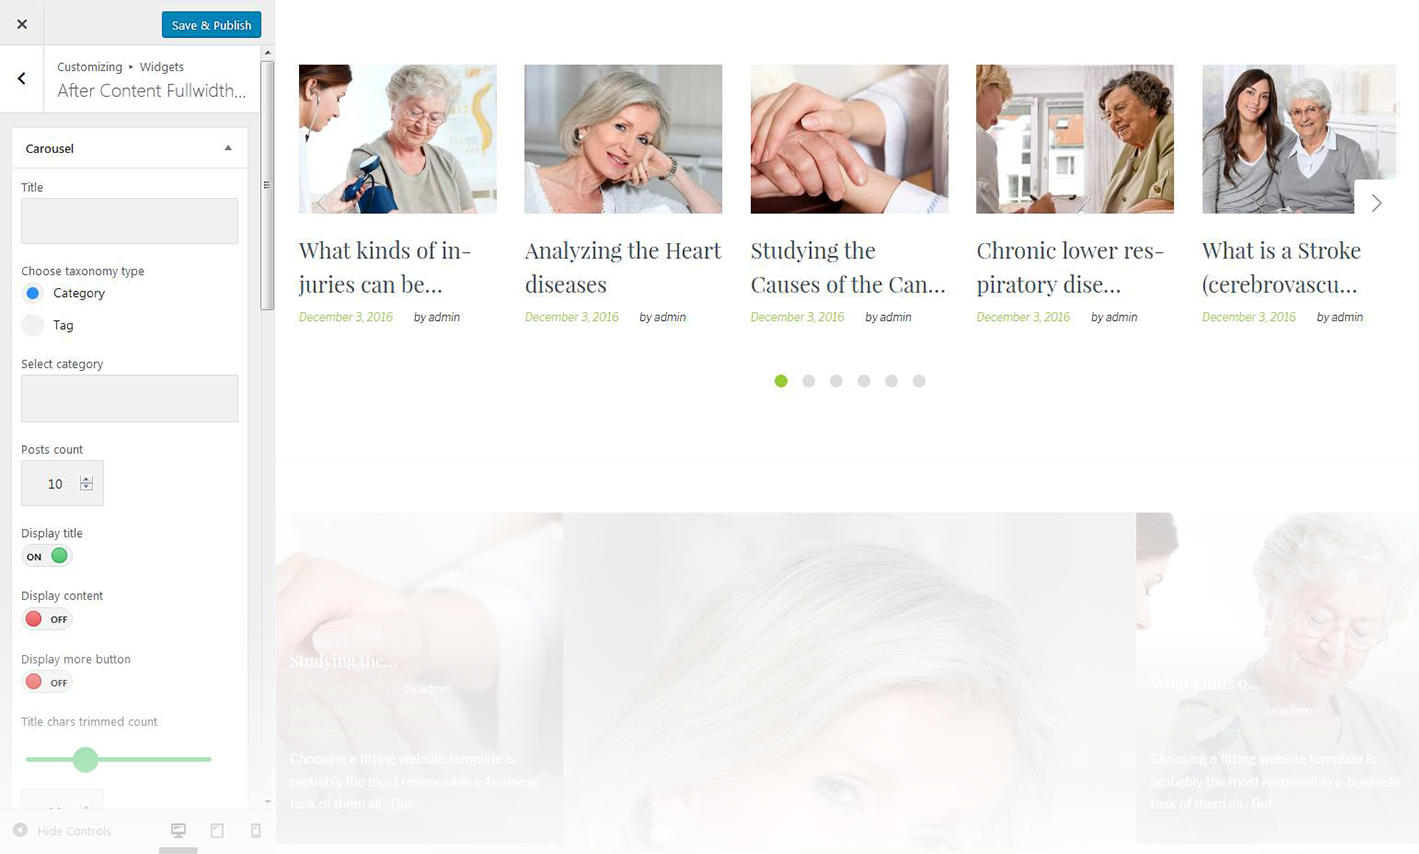 Save & Publish
Customizing ▸ Widgets
After Content Fullwidth...
Carousel
Title
Choose taxonomy type
Category
Tag
Select category
Posts count
10
Display title
ON
Display content
OFF
Display more button
OFF
Title chars trimmed count
Hide Controls
What kinds of in-
juries can be...
December 3, 2016 by admin
Analyzing the Heart
diseases
December 3, 2016 by admin
Studying the
Causes of the Can...
December 3, 2016 by admin
Chronic lower res-
piratory dise...
December 3, 2016 by admin
What is a Stroke
(cerebrovascu...
December 3, 2016 by admin
Studying the...
by admin
Choosing a fitting website template is
probably the most responsible e-business
task of them all...But...
What kinds o...
by admin
Choosing a fitting website template is
probably the most responsible e-business
task of them all...But...